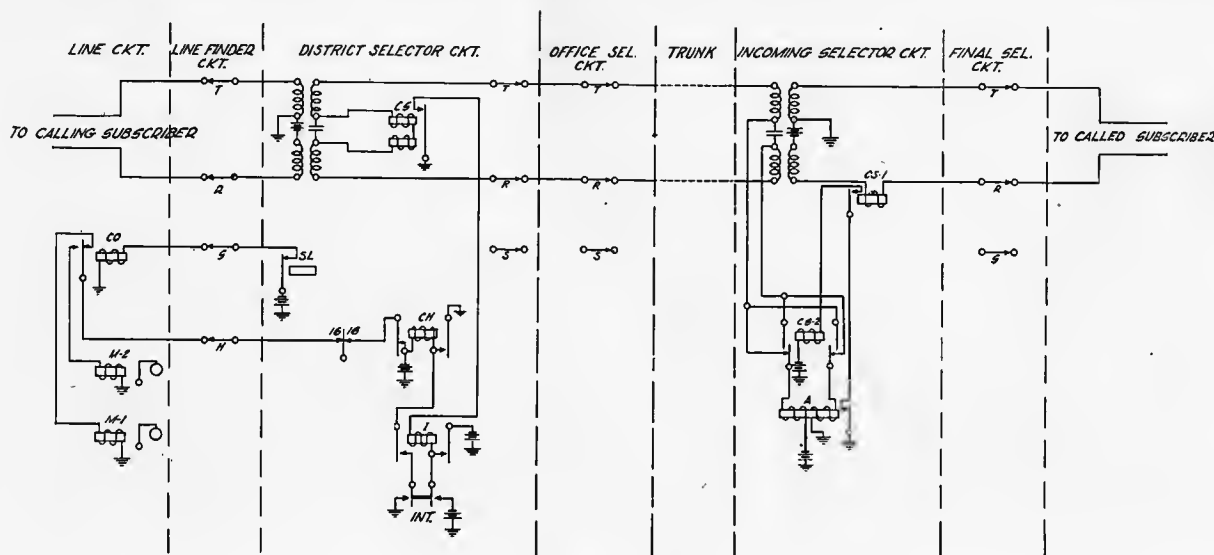 LINE CKT.
LINE FINDER CKT.
DISTRICT SELECTOR CKT.
OFFICE SEL. CKT.
TRUNK
INCOMING SELECTOR CKT.
FINAL SEL. CKT.
T
CS
T
T
T
TO CALLING SUBSCRIBER
TO CALLED SUBSCRIBER
R
R
R
CS-1
R
CO
S
SL
S
S
S
H
16 16
CH
CS-2
M-2
A
M-1
I
INT.